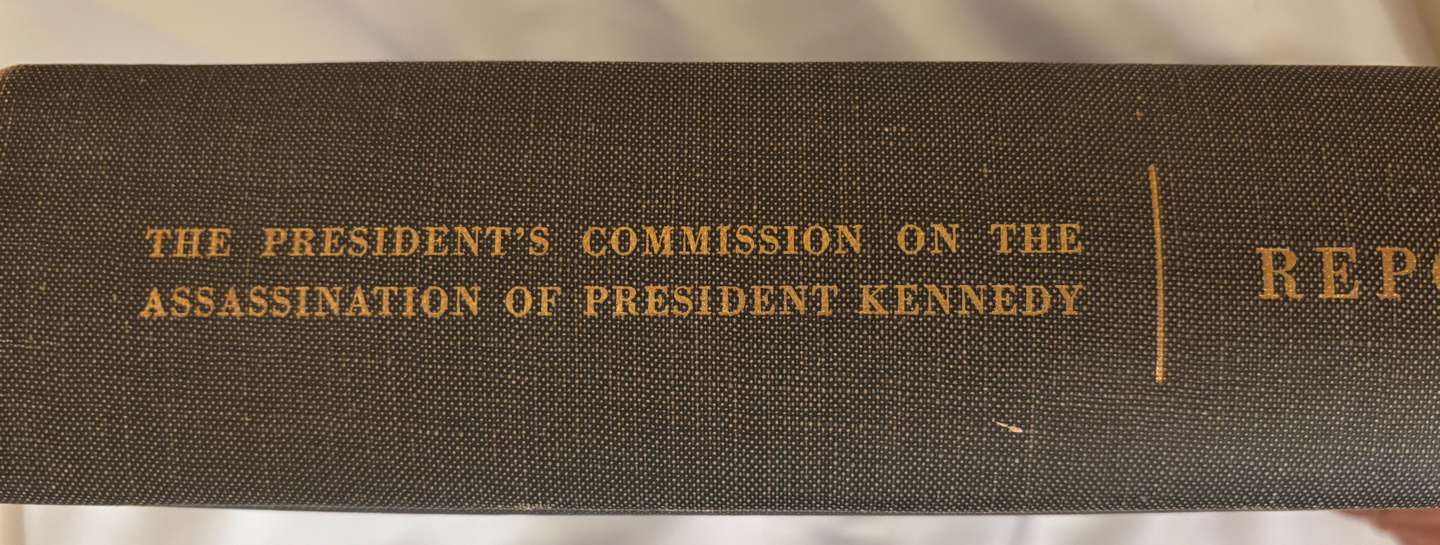 THE PRESIDENT'S COMMISSION ON THE
ASSASSINATION OF PRESIDENT KENNEDY